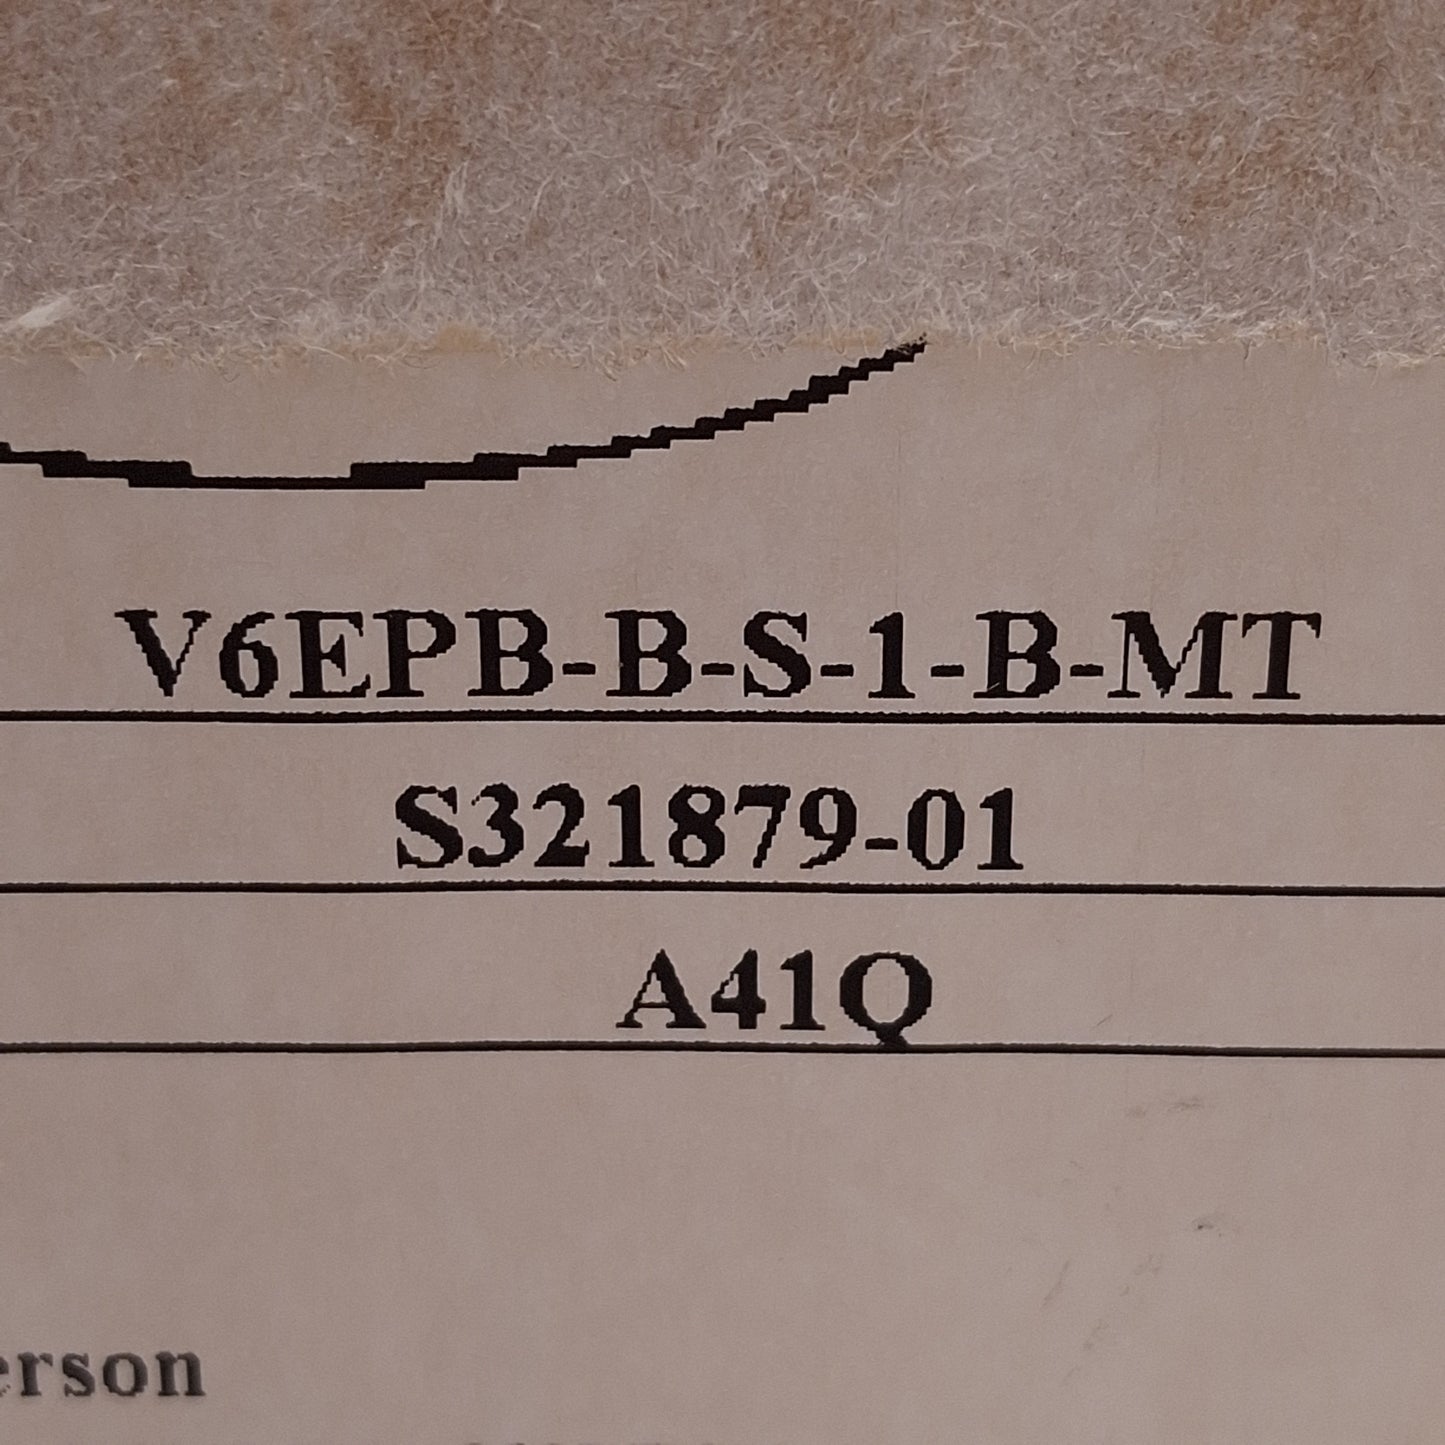 V6EPB-B-S-1-B-MT
S321879-01
A41Q
erson